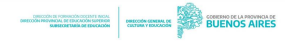 DIRECCIÓN DE FORMACIÓN DOCENTE INICIAL
DIRECCIÓN PROVINCIAL DE EDUCACIÓN SUPERIOR
SUBSECRETARÍA DE EDUCACIÓN
DIRECCIÓN GENERAL DE
CULTURA Y EDUCACIÓN
GOBIERNO DE LA PROVINCIA DE
BUENOS AIRES